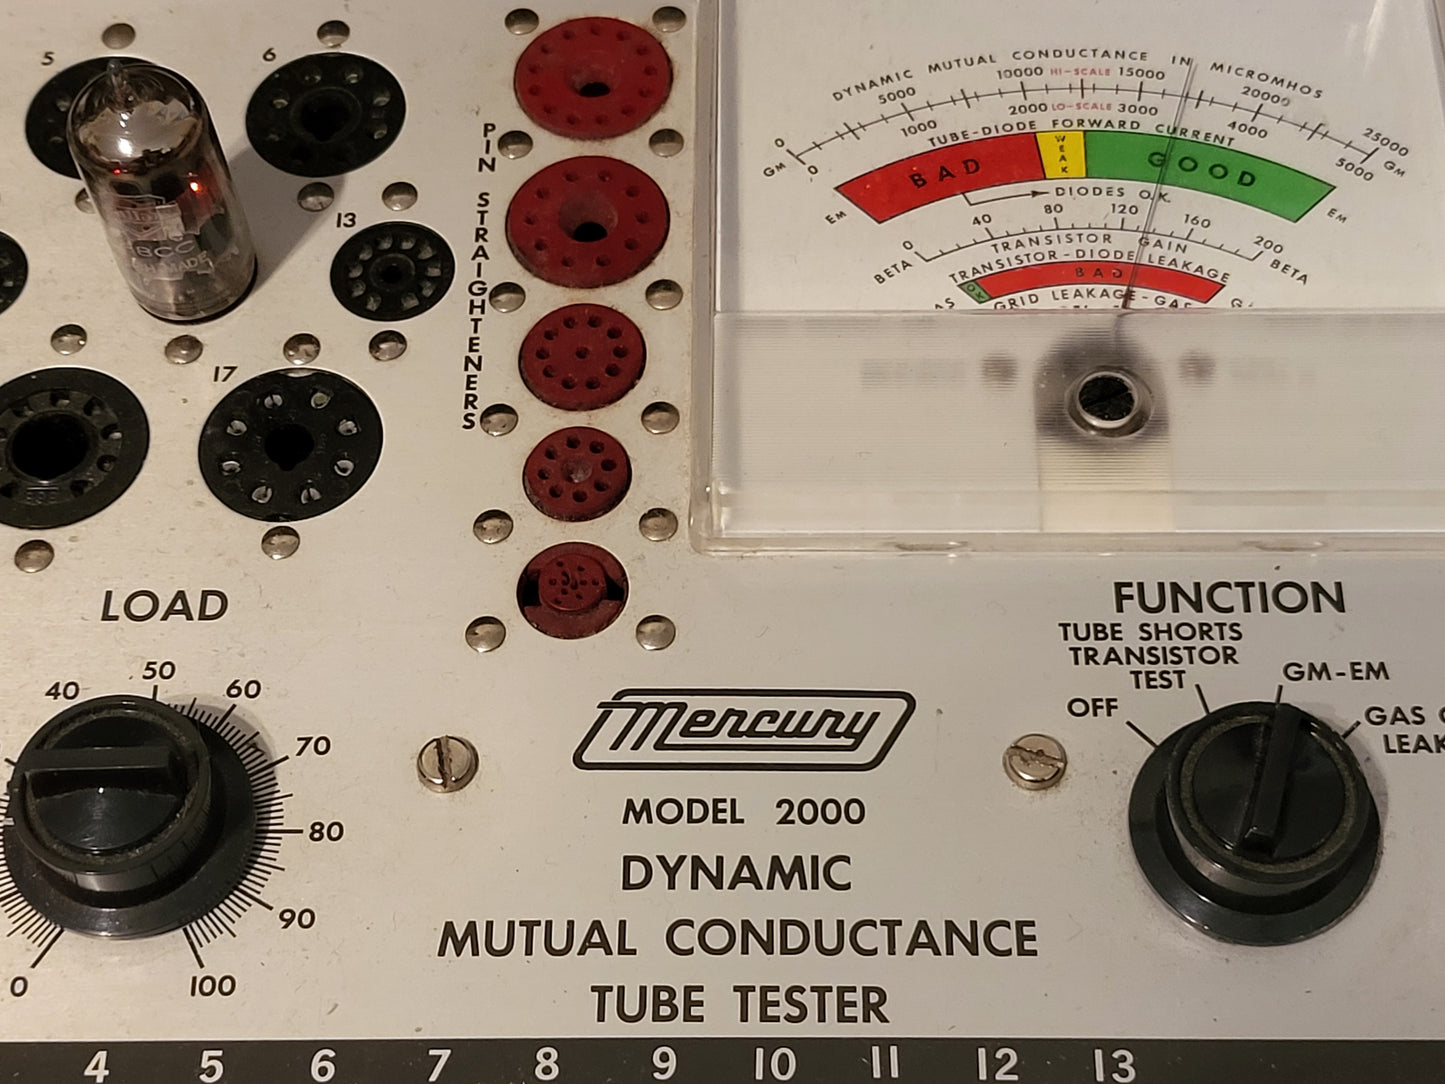 5
6
13
17
PIN STRAIGHTENERS
DYNAMIC MUTUAL CONDUCTANCE IN MICROMHOS
0 5000 10000 HI-SCALE 15000 20000 25000
GM 0 1000 2000 LO-SCALE 3000 4000 5000 GM
TUBE-DIODE FORWARD CURRENT
EM BAD WEAK GOOD EM
DIODES O.K.
BETA 0 40 80 120 160 200 BETA
TRANSISTOR GAIN
TRANSISTOR-DIODE LEAKAGE
OK BAD
GRID LEAKAGE-GAS
LOAD
40 50 60 70 80 90 100
0
FUNCTION
TUBE SHORTS
TRANSISTOR
TEST
OFF
GM-EM
GAS
LEAK
Mercury
MODEL 2000
DYNAMIC
MUTUAL CONDUCTANCE
TUBE TESTER
4 5 6 7 8 9 10 11 12 13